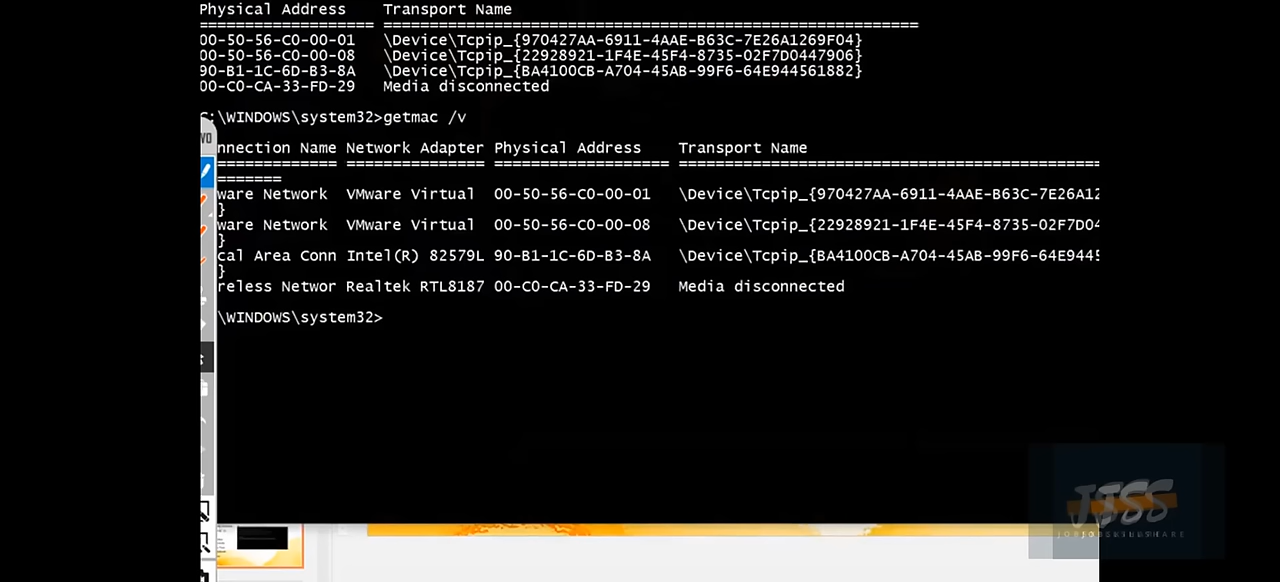 Physical Address    Transport Name
=================== ==========================================================
00-50-56-C0-00-01   \Device\Tcpip_{970427AA-6911-4AAE-B63C-7E26A1269F04}
00-50-56-C0-00-08   \Device\Tcpip_{22928921-1F4E-45F4-8735-02F7D0447906}
90-B1-1C-6D-B3-8A   \Device\Tcpip_{BA4100CB-A704-45AB-99F6-64E944561882}
00-C0-CA-33-FD-29   Media disconnected
C:\WINDOWS\system32>getmac /v
nnection Name Network Adapter Physical Address    Transport Name
============= =============== =================== ==============================================
=======
ware Network  VMware Virtual  00-50-56-C0-00-01   \Device\Tcpip_{970427AA-6911-4AAE-B63C-7E26A12
}
ware Network  VMware Virtual  00-50-56-C0-00-08   \Device\Tcpip_{22928921-1F4E-45F4-8735-02F7D04
}
cal Area Conn Intel(R) 82579L 90-B1-1C-6D-B3-8A   \Device\Tcpip_{BA4100CB-A704-45AB-99F6-64E9445
}
reless Networ Realtek RTL8187 00-C0-CA-33-FD-29   Media disconnected
\WINDOWS\system32>
JISS